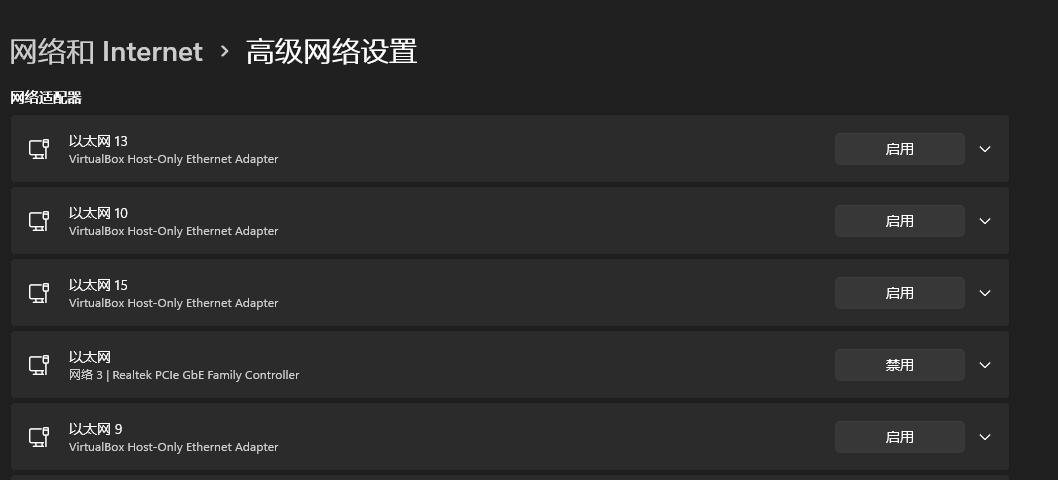 网络和 Internet › 高级网络设置
网络适配器
以太网 13
VirtualBox Host-Only Ethernet Adapter
启用
以太网 10
VirtualBox Host-Only Ethernet Adapter
启用
以太网 15
VirtualBox Host-Only Ethernet Adapter
启用
以太网
网络 3 | Realtek PCIe GbE Family Controller
禁用
以太网 9
VirtualBox Host-Only Ethernet Adapter
启用